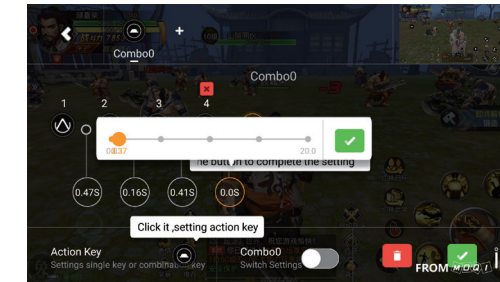 Combo0
+
Combo0
1 2 3 4
0.37
20.0
he button to complete the setting
0.47S 0.16S 0.41S 0.0S
Click it ,setting action key
Action Key
Settings single key or combination key
Combo0
Switch Settings
FROM MOQI